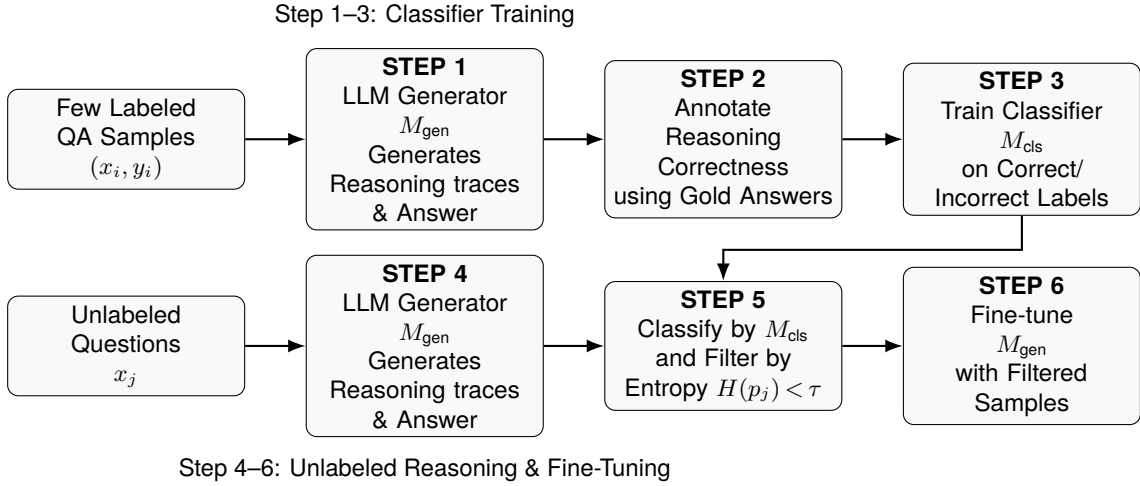 Step 1–3: Classifier Training
Few Labeled
QA Samples
(x_i, y_i)
STEP 1
LLM Generator
M_gen
Generates
Reasoning traces
& Answer
STEP 2
Annotate
Reasoning
Correctness
using Gold Answers
STEP 3
Train Classifier
M_cls
on Correct/
Incorrect Labels
Unlabeled
Questions
x_j
STEP 4
LLM Generator
M_gen
Generates
Reasoning traces
& Answer
STEP 5
Classify by M_cls
and Filter by
Entropy H(p_j) < τ
STEP 6
Fine-tune
M_gen
with Filtered
Samples
Step 4–6: Unlabeled Reasoning & Fine-Tuning